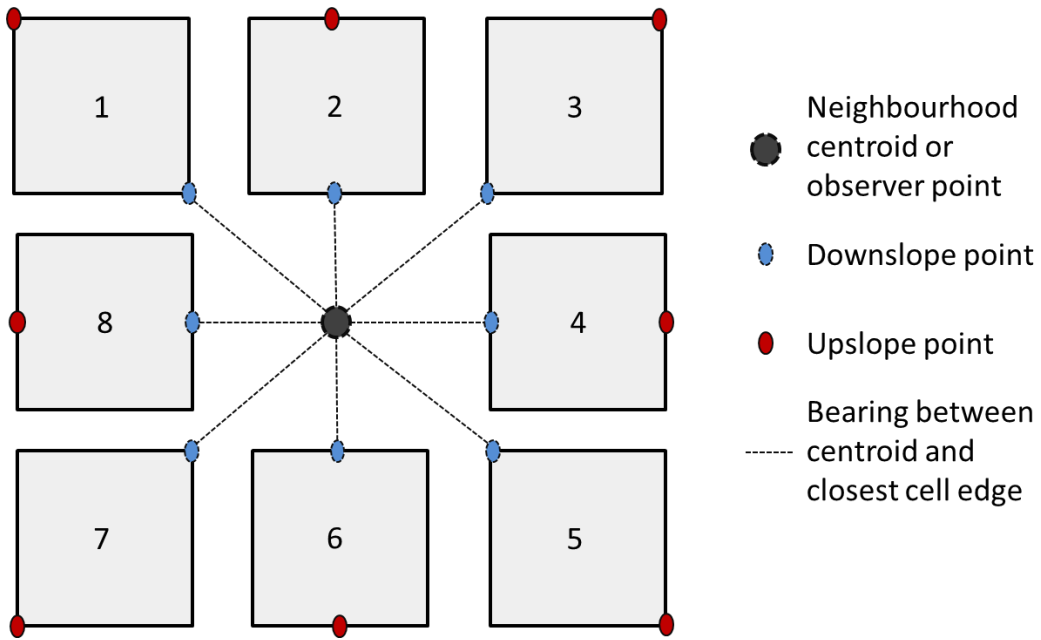 1
2
3
8
4
7
6
5
Neighbourhood
centroid or
observer point
Downslope point
Upslope point
Bearing between
centroid and
closest cell edge